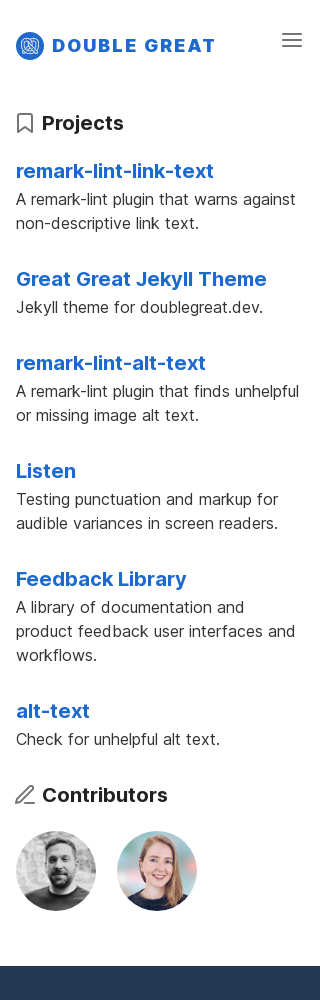 DOUBLE GREAT
Projects
remark-lint-link-text
A remark-lint plugin that warns against
non-descriptive link text.
Great Great Jekyll Theme
Jekyll theme for doublegreat.dev.
remark-lint-alt-text
A remark-lint plugin that finds unhelpful
or missing image alt text.
Listen
Testing punctuation and markup for
audible variances in screen readers.
Feedback Library
A library of documentation and
product feedback user interfaces and
workflows.
alt-text
Check for unhelpful alt text.
Contributors